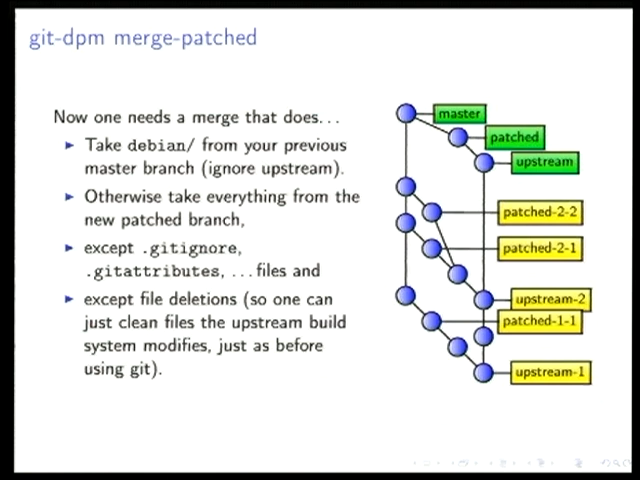 git-dpm merge-patched
Now one needs a merge that does...
Take debian/ from your previous
master branch (ignore upstream).
Otherwise take everything from the
new patched branch,
except .gitignore,
.gitattributes, ...files and
except file deletions (so one can
just clean files the upstream build
system modifies, just as before
using git).
master
patched
upstream
patched-2-2
patched-2-1
upstream-2
patched-1-1
upstream-1